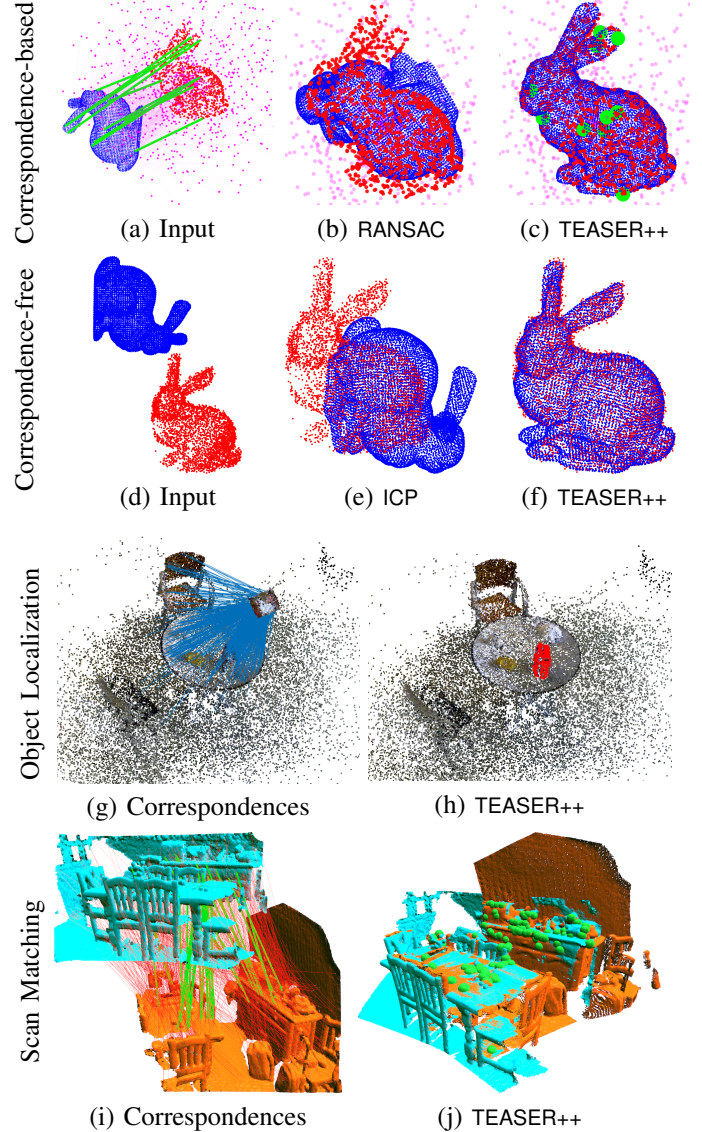 Correspondence-based
(a) Input
(b) RANSAC
(c) TEASER++
Correspondence-free
(d) Input
(e) ICP
(f) TEASER++
Object Localization
(g) Correspondences
(h) TEASER++
Scan Matching
(i) Correspondences
(j) TEASER++